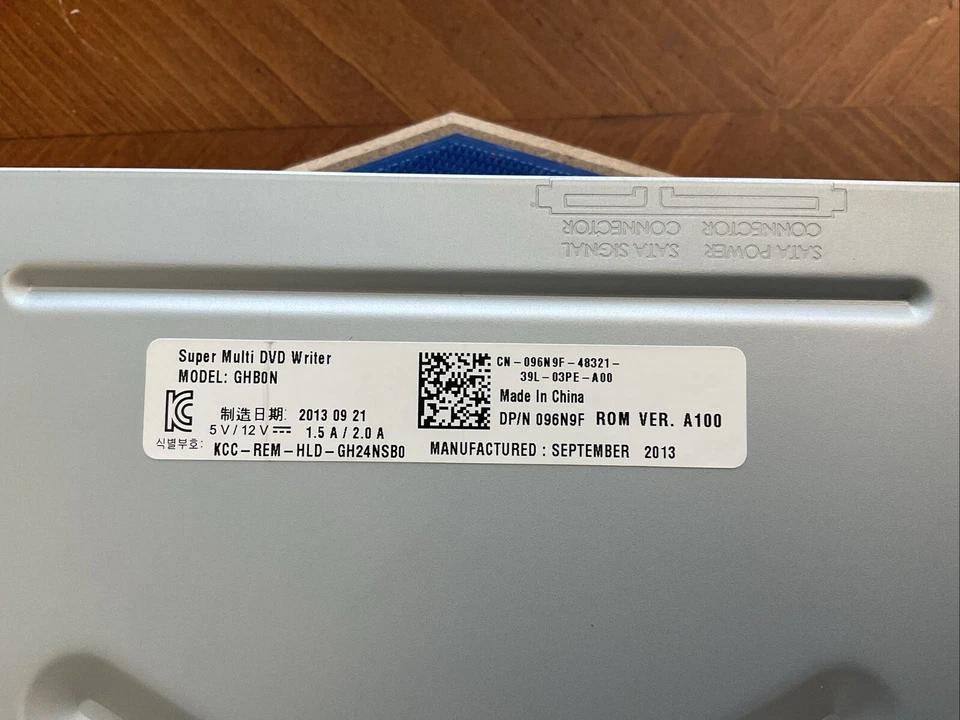 SATA POWER SATA SIGNAL
CONNECTOR CONNECTOR
Super Multi DVD Writer
MODEL: GHB0N
制造日期: 2013 09 21
5V/12V⎓ 1.5 A / 2.0 A
식별부호: KCC-REM-HLD-GH24NSB0
CN-096N9F-48321-
39L-03PE-A00
Made In China
DP/N 096N9F ROM VER. A100
MANUFACTURED : SEPTEMBER 2013